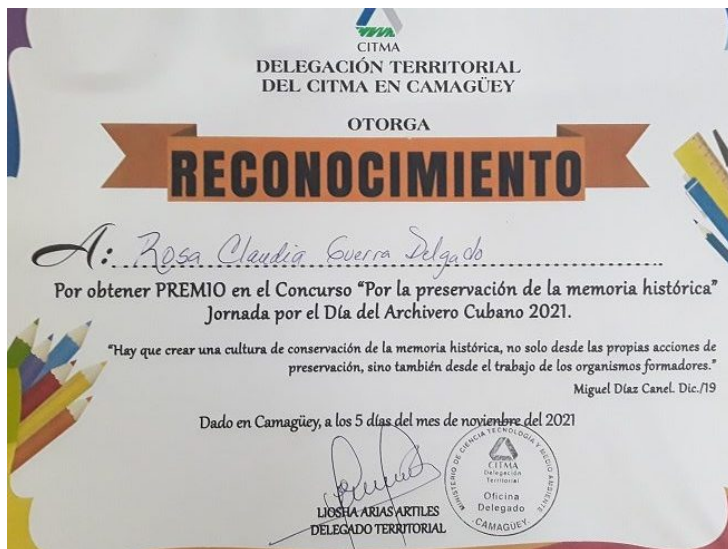 CITMA
DELEGACIÓN TERRITORIAL
DEL CITMA EN CAMAGÜEY
OTORGA
RECONOCIMIENTO
A: Rosa Claudia Guerra Delgado
Por obtener PREMIO en el Concurso “Por la preservación de la memoria histórica”
Jornada por el Día del Archivero Cubano 2021.
“Hay que crear una cultura de conservación de la memoria histórica, no solo desde las propias acciones de
preservación, sino también desde el trabajo de los organismos formadores.”
Miguel Díaz Canel. Dic./19
Dado en Camagüey, a los 5 días del mes de noviembre del 2021
LIOSHA ARIAS ARTILES
DELEGADO TERRITORIAL
MINISTERIO DE CIENCIA TECNOLOGIA Y MEDIO AMBIENTE
CITMA
Delegación
Territorial
Oficina
Delegado
CAMAGÜEY